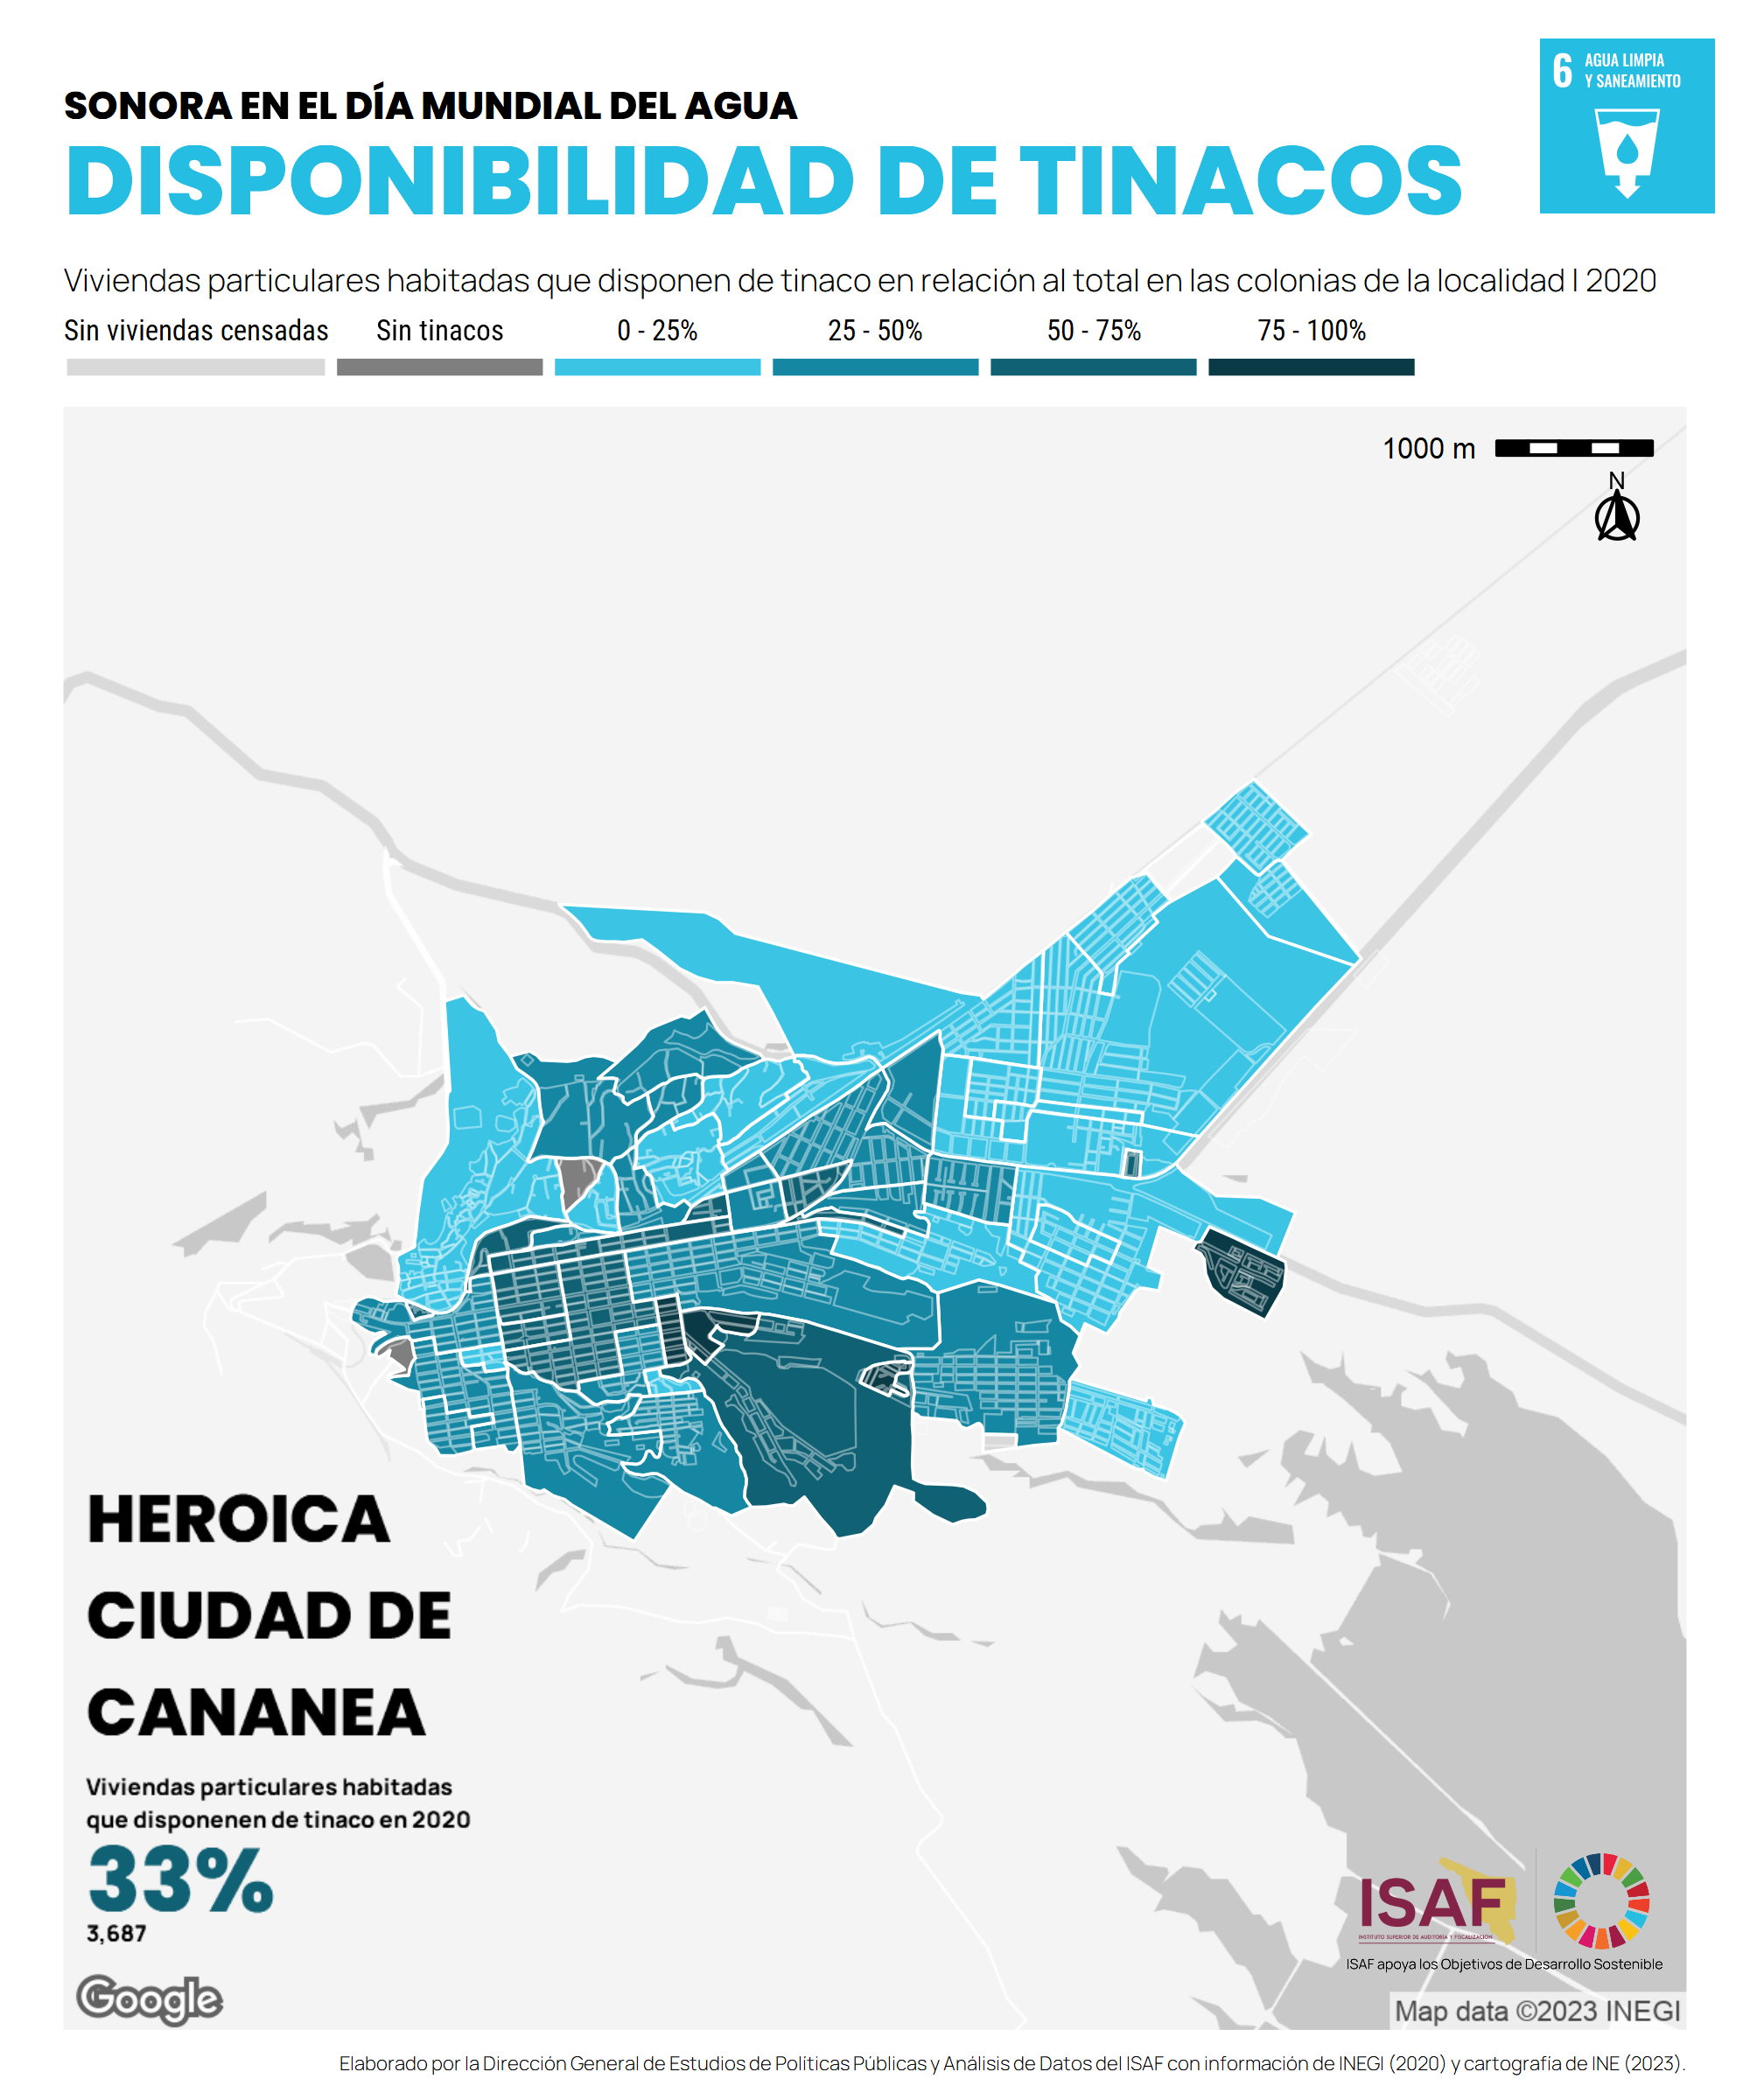 SONORA EN EL DÍA MUNDIAL DEL AGUA
DISPONIBILIDAD DE TINACOS
6 AGUA LIMPIA
Y SANEAMIENTO
Viviendas particulares habitadas que disponen de tinaco en relación al total en las colonias de la localidad | 2020
Sin viviendas censadas Sin tinacos 0 - 25% 25 - 50% 50 - 75% 75 - 100%
1000 m
N
HEROICA
CIUDAD DE
CANANEA
Viviendas particulares habitadas
que disponenen de tinaco en 2020
33%
3,687
Google
ISAF
INSTITUTO SUPERIOR DE AUDITORÍA Y FISCALIZACIÓN
ISAF apoya los Objetivos de Desarrollo Sostenible
Map data ©2023 INEGI
Elaborado por la Dirección General de Estudios de Políticas Públicas y Análisis de Datos del ISAF con información de INEGI (2020) y cartografía de INE (2023).